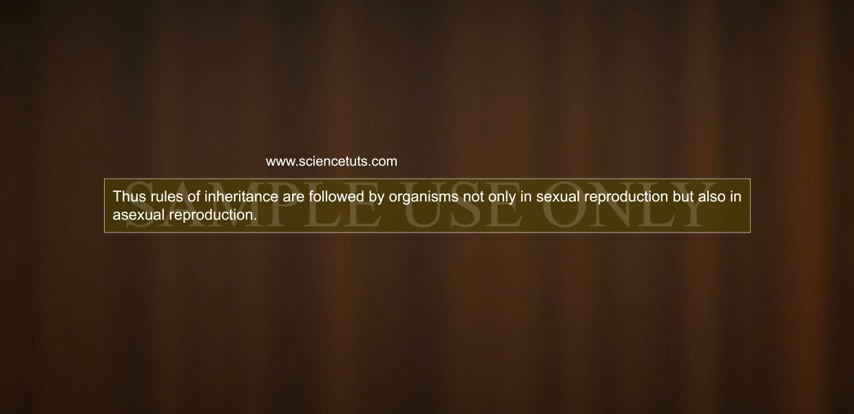 www.sciencetuts.com
SAMPLE USE ONLY
Thus rules of inheritance are followed by organisms not only in sexual reproduction but also in
asexual reproduction.